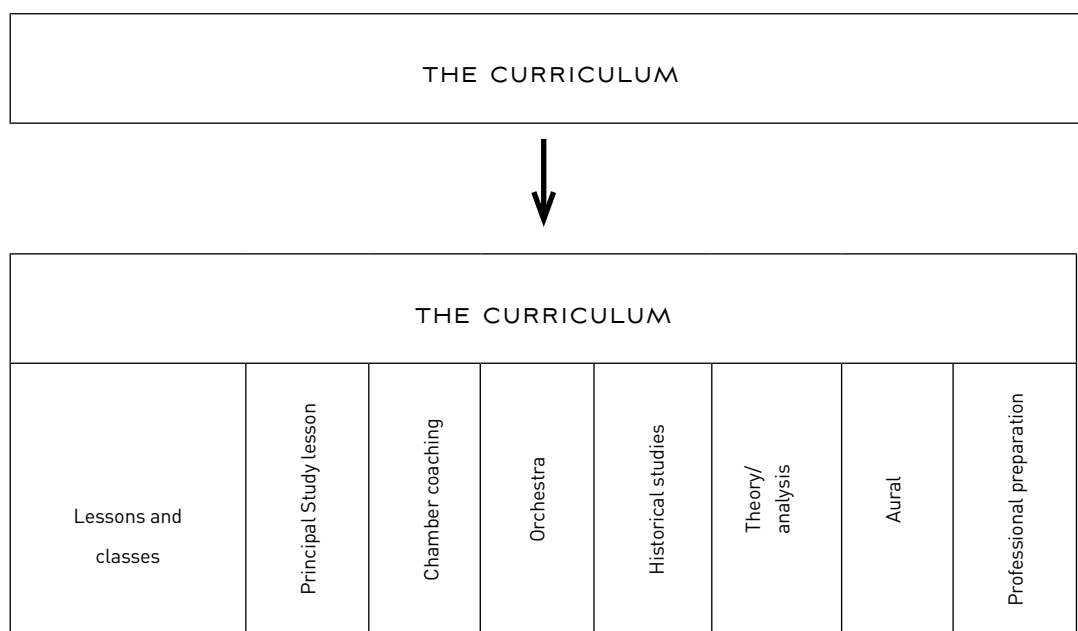 THE CURRICULUM
THE CURRICULUM
Lessons and
classes
Principal Study lesson
Chamber coaching
Orchestra
Historical studies
Theory/
analysis
Aural
Professional preparation